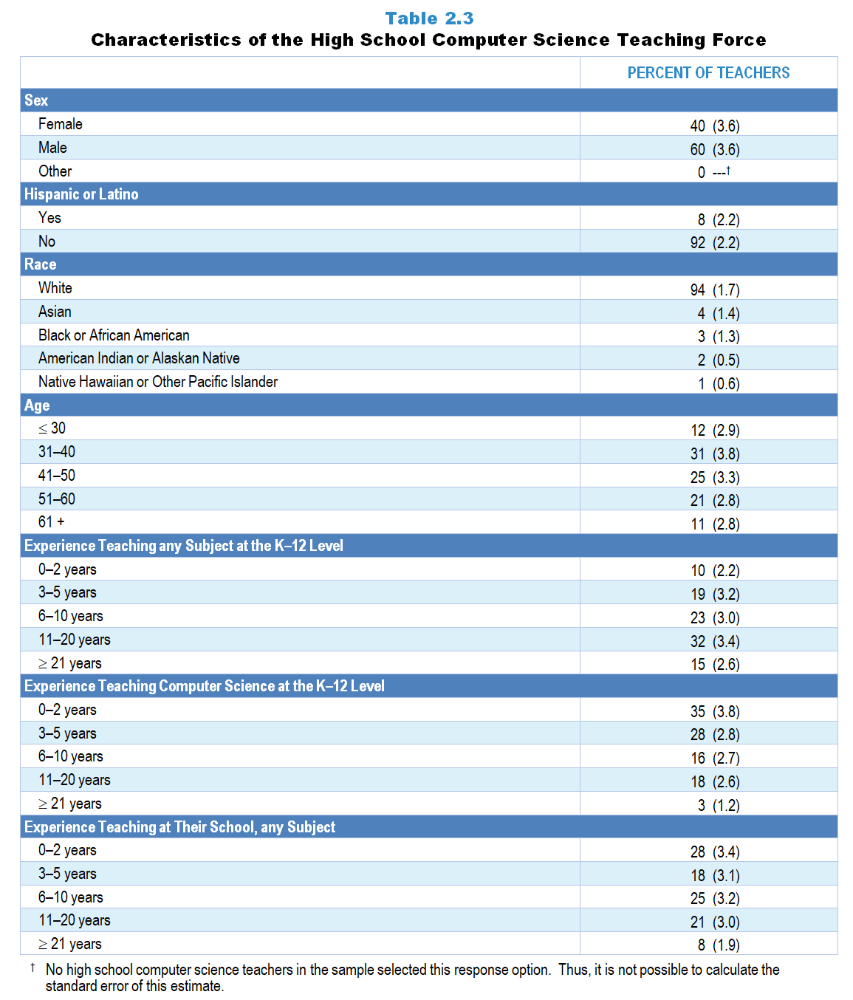 Table 2.3
Characteristics of the High School Computer Science Teaching Force
PERCENT OF TEACHERS
Sex
Female 40 (3.6)
Male 60 (3.6)
Other 0 ---†
Hispanic or Latino
Yes 8 (2.2)
No 92 (2.2)
Race
White 94 (1.7)
Asian 4 (1.4)
Black or African American 3 (1.3)
American Indian or Alaskan Native 2 (0.5)
Native Hawaiian or Other Pacific Islander 1 (0.6)
Age
≤ 30 12 (2.9)
31–40 31 (3.8)
41–50 25 (3.3)
51–60 21 (2.8)
61 + 11 (2.8)
Experience Teaching any Subject at the K–12 Level
0–2 years 10 (2.2)
3–5 years 19 (3.2)
6–10 years 23 (3.0)
11–20 years 32 (3.4)
≥ 21 years 15 (2.6)
Experience Teaching Computer Science at the K–12 Level
0–2 years 35 (3.8)
3–5 years 28 (2.8)
6–10 years 16 (2.7)
11–20 years 18 (2.6)
≥ 21 years 3 (1.2)
Experience Teaching at Their School, any Subject
0–2 years 28 (3.4)
3–5 years 18 (3.1)
6–10 years 25 (3.2)
11–20 years 21 (3.0)
≥ 21 years 8 (1.9)
† No high school computer science teachers in the sample selected this response option. Thus, it is not possible to calculate the
standard error of this estimate.